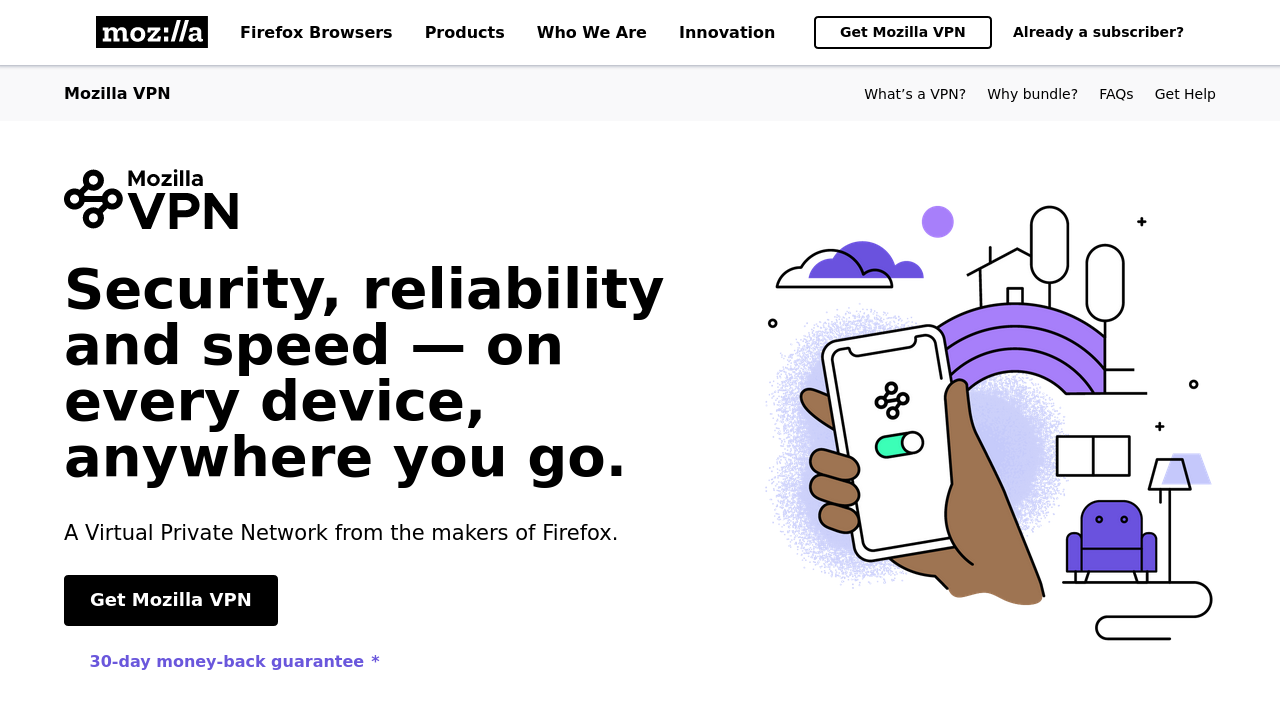 moz://a
Firefox Browsers
Products
Who We Are
Innovation
Get Mozilla VPN
Already a subscriber?
Mozilla VPN
What’s a VPN?
Why bundle?
FAQs
Get Help
Mozilla
VPN
Security, reliability
and speed — on
every device,
anywhere you go.
A Virtual Private Network from the makers of Firefox.
Get Mozilla VPN
30-day money-back guarantee *